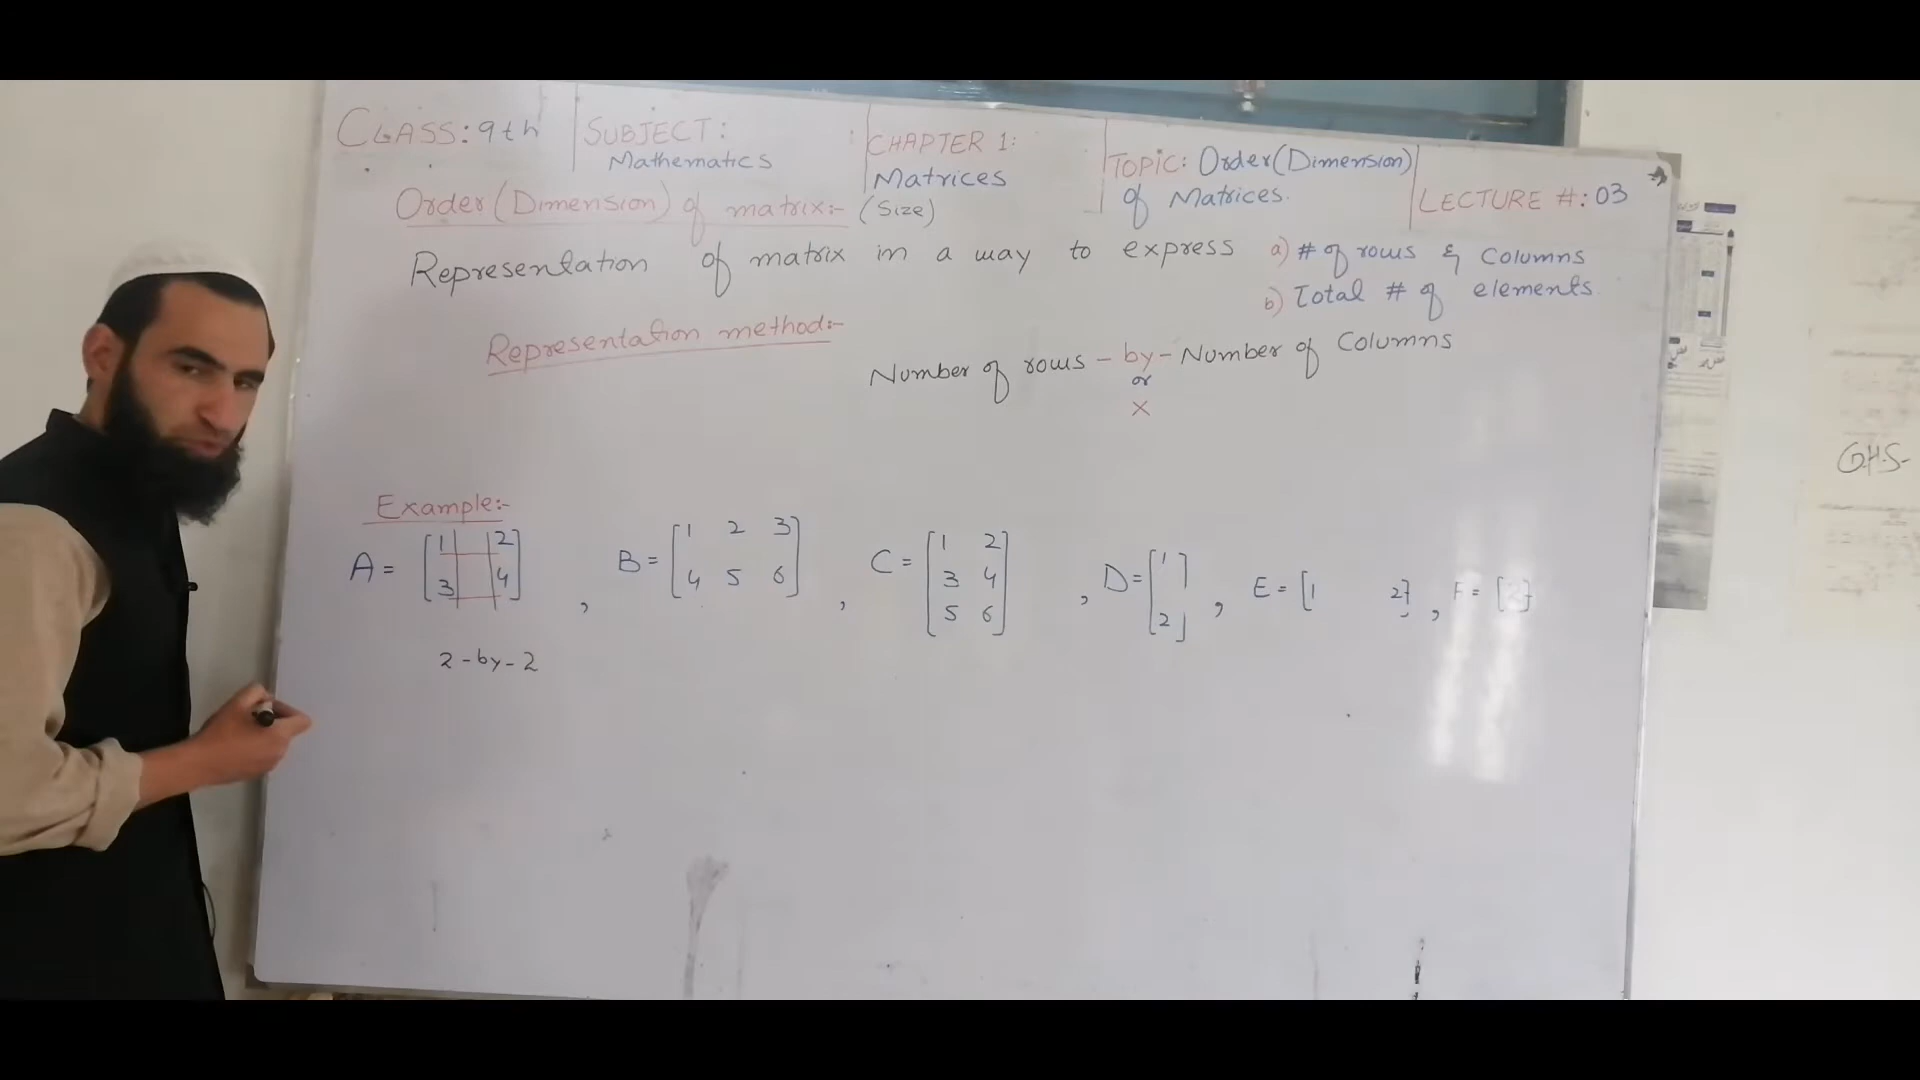 CLASS: 9th
SUBJECT:
Mathematics
CHAPTER 1:
Matrices
TOPIC: Order (Dimension)
of Matrices.
LECTURE #: 03
Order (Dimension) of matrix:- (Size)
Representation of matrix in a way to express a) # of rows & Columns
b) Total # of elements
Representation method:-
Number of rows - by - Number of Columns
or
×
Example:-
A = [1 2
3 4] ,
B = [1 2 3
4 5 6] ,
C = [1 2
3 4
5 6] ,
D = [1
2] ,
E = [1 2] , F = [2]
2 - by - 2
G.H.S-